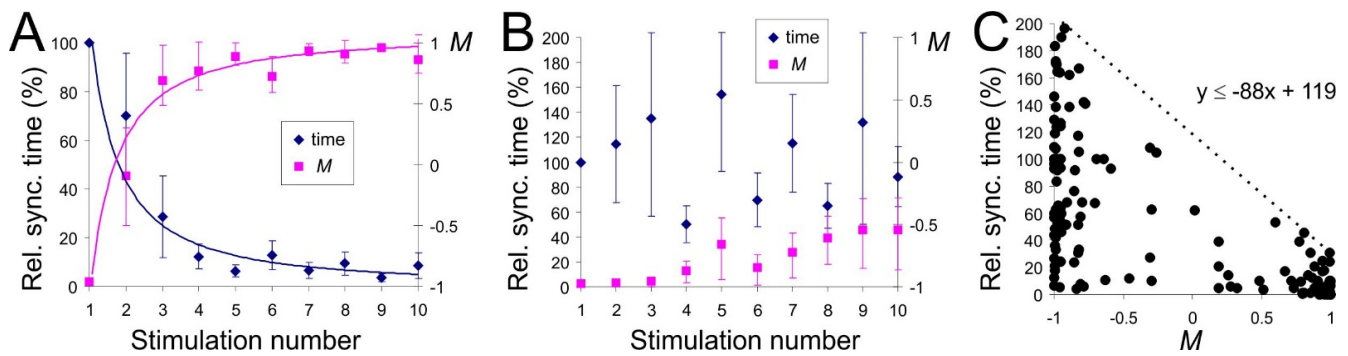 A
Rel. sync. time (%)
100
80
60
40
20
0
1 2 3 4 5 6 7 8 9 10
Stimulation number
1
0.5
0
-0.5
-1
M
time
M
B
Rel. sync. time (%)
200
180
160
140
120
100
80
60
40
20
0
1 2 3 4 5 6 7 8 9 10
Stimulation number
1
0.5
0
-0.5
-1
M
time
M
C
Rel. sync. time (%)
200
180
160
140
120
100
80
60
40
20
0
-1 -0.5 0 0.5 1
M
y ≤ -88x + 119